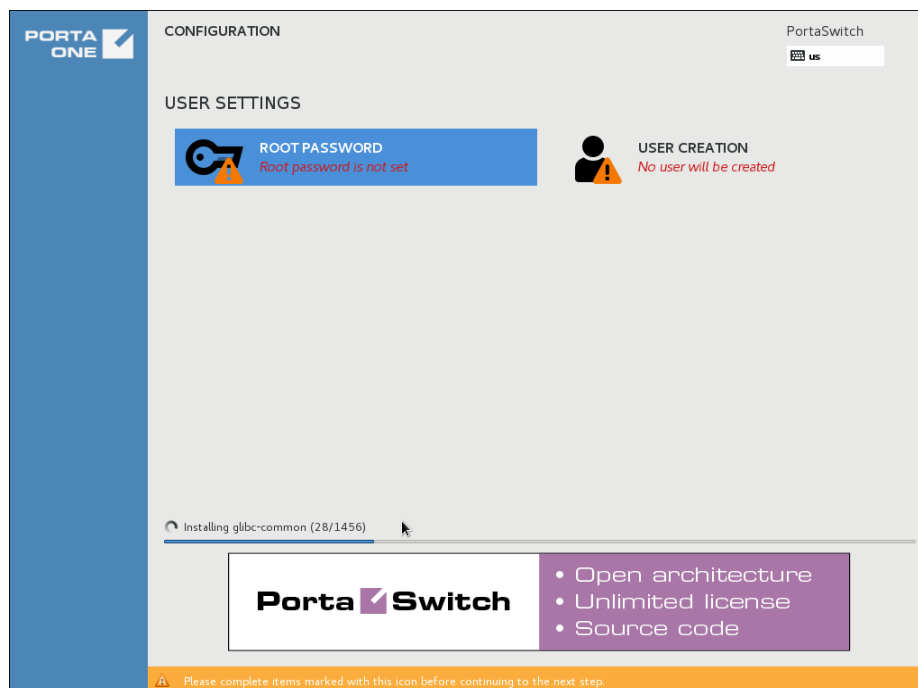 PORTA
ONE
CONFIGURATION
PortaSwitch
us
USER SETTINGS
ROOT PASSWORD
Root password is not set
USER CREATION
No user will be created
Installing glibc-common (28/1456)
Porta Switch
• Open architecture
• Unlimited license
• Source code
Please complete items marked with this icon before continuing to the next step.